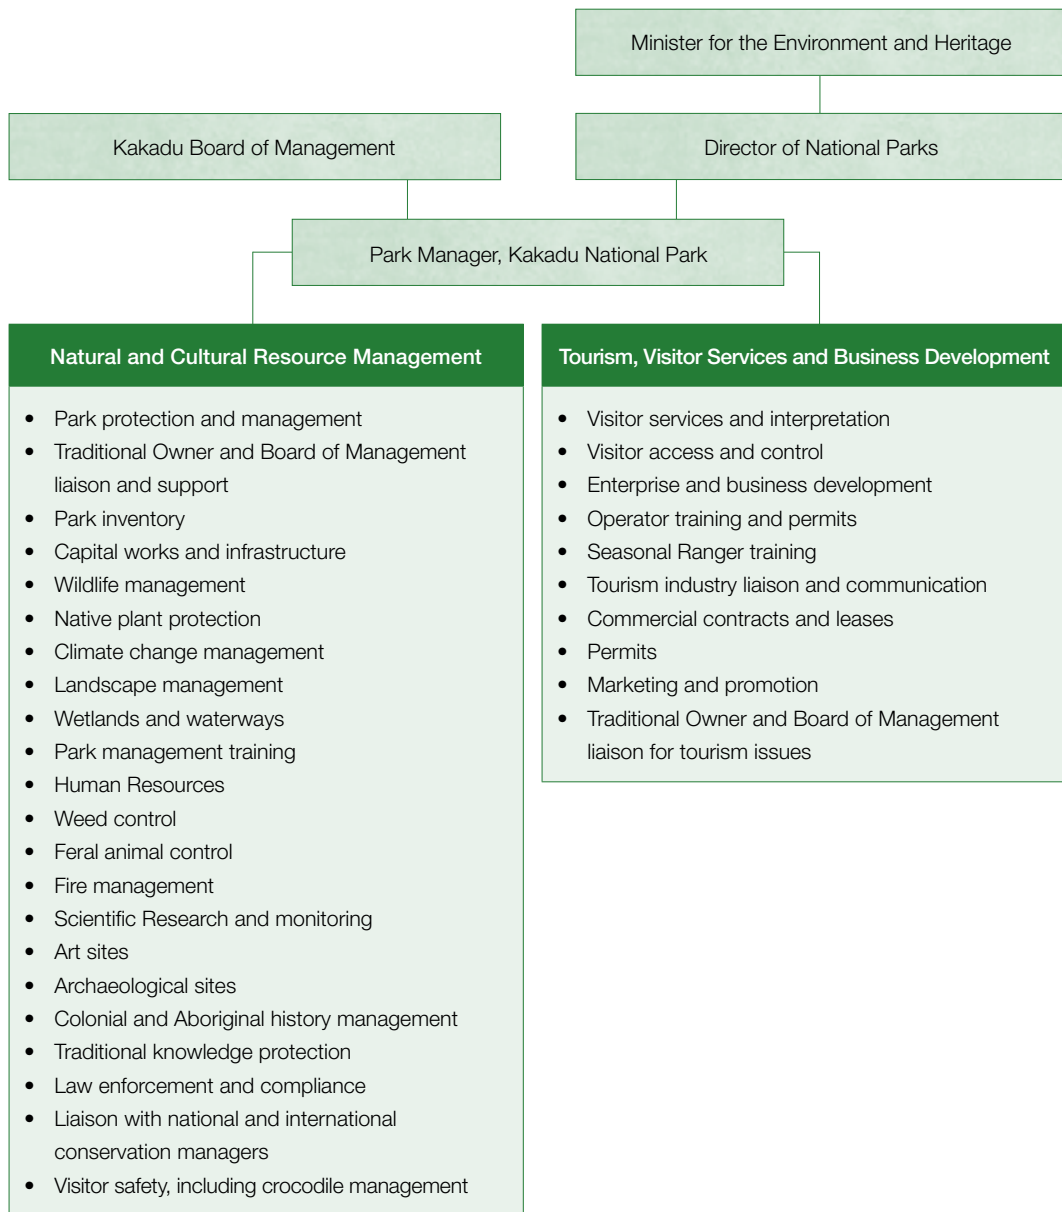 Minister for the Environment and Heritage
Kakadu Board of Management
Director of National Parks
Park Manager, Kakadu National Park
Natural and Cultural Resource Management
• Park protection and management
• Traditional Owner and Board of Management
liaison and support
• Park inventory
• Capital works and infrastructure
• Wildlife management
• Native plant protection
• Climate change management
• Landscape management
• Wetlands and waterways
• Park management training
• Human Resources
• Weed control
• Feral animal control
• Fire management
• Scientific Research and monitoring
• Art sites
• Archaeological sites
• Colonial and Aboriginal history management
• Traditional knowledge protection
• Law enforcement and compliance
• Liaison with national and international
conservation managers
• Visitor safety, including crocodile management
Tourism, Visitor Services and Business Development
• Visitor services and interpretation
• Visitor access and control
• Enterprise and business development
• Operator training and permits
• Seasonal Ranger training
• Tourism industry liaison and communication
• Commercial contracts and leases
• Permits
• Marketing and promotion
• Traditional Owner and Board of Management
liaison for tourism issues